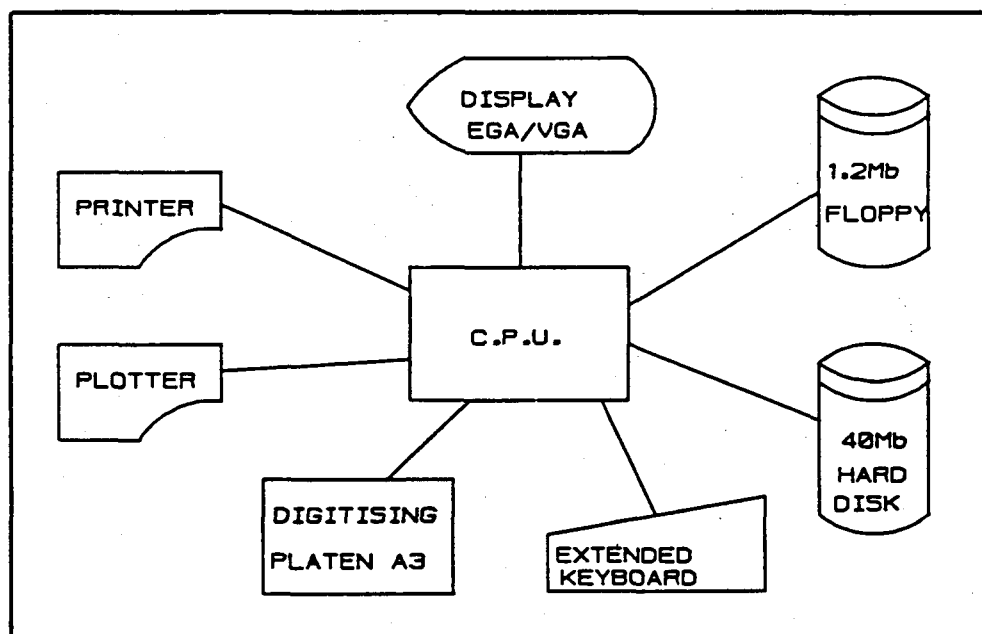 DISPLAY
EGA/VGA
1.2Mb
FLOPPY
PRINTER
C.P.U.
PLOTTER
40Mb
HARD
DISK
DIGITISING
PLATEN A3
EXTENDED
KEYBOARD